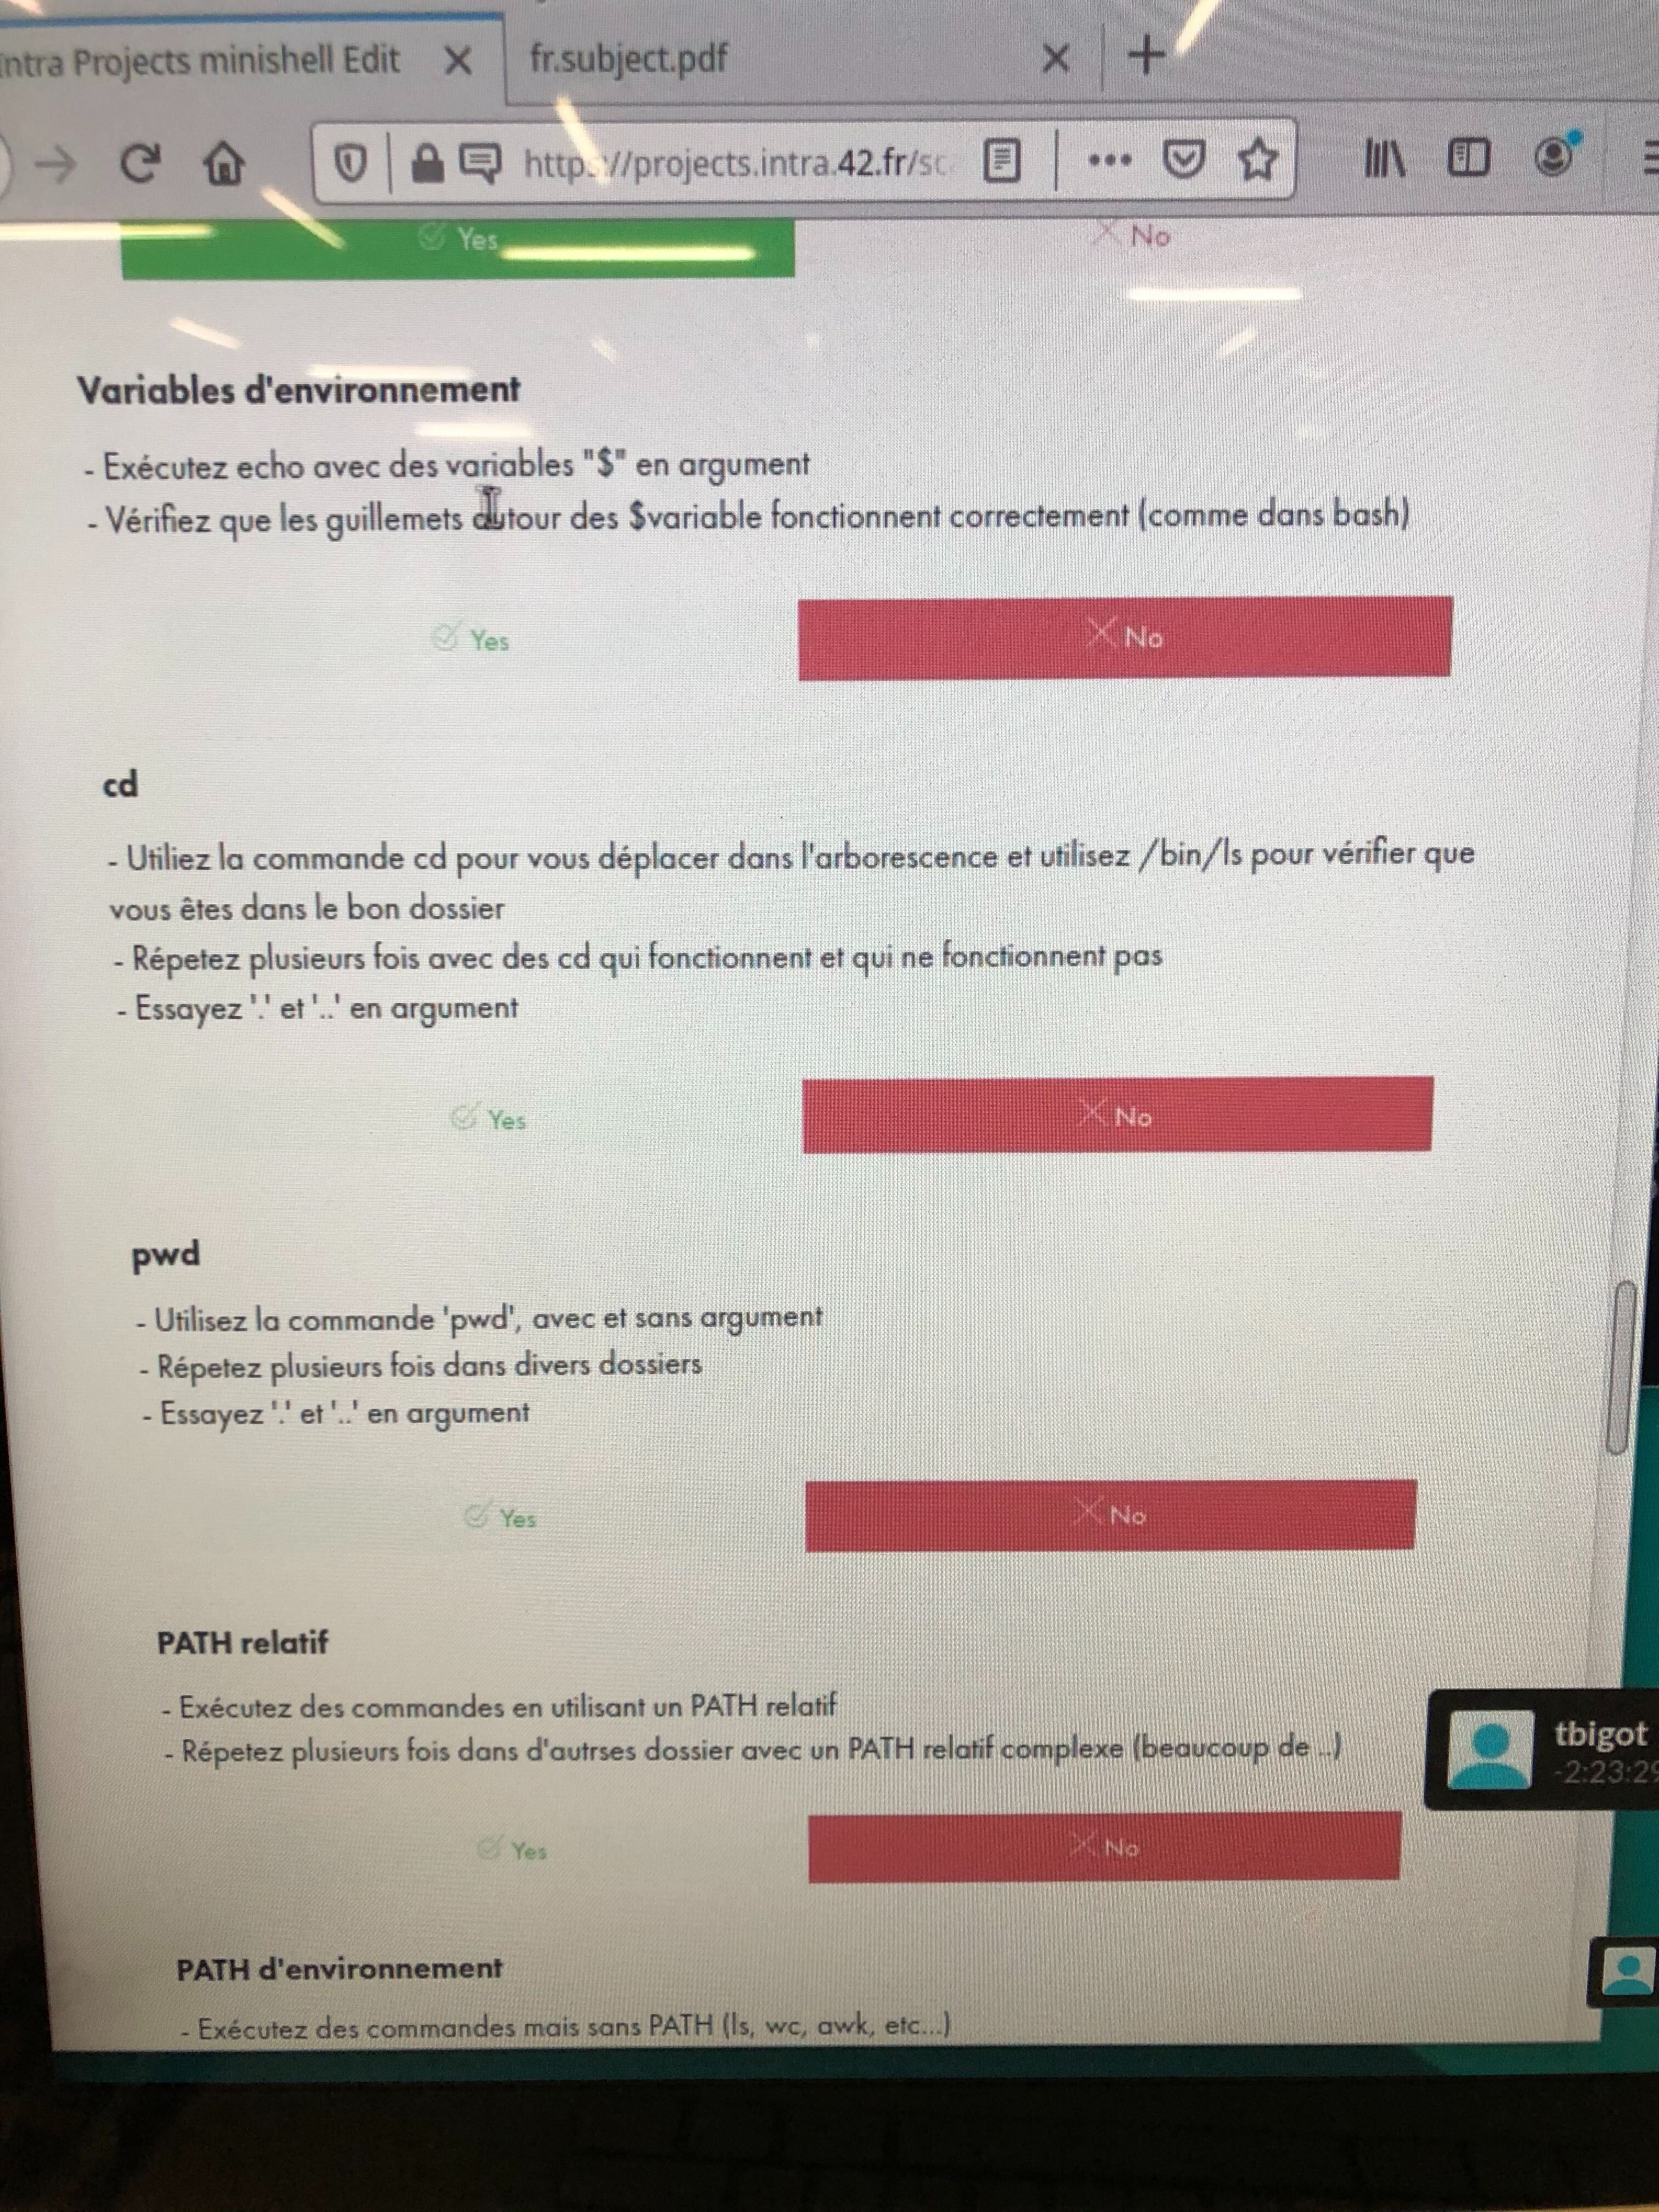 Intra Projects minishell Edit
fr.subject.pdf
https://projects.intra.42.fr/sc
Yes
No
Variables d'environnement
- Exécutez echo avec des variables "$" en argument
- Vérifiez que les guillemets autour des $variable fonctionnent correctement (comme dans bash)
Yes
No
cd
- Utiliez la commande cd pour vous déplacer dans l'arborescence et utilisez /bin/ls pour vérifier que
vous êtes dans le bon dossier
- Répetez plusieurs fois avec des cd qui fonctionnent et qui ne fonctionnent pas
- Essayez '.' et '..' en argument
Yes
No
pwd
- Utilisez la commande 'pwd', avec et sans argument
- Répetez plusieurs fois dans divers dossiers
- Essayez '.' et '..' en argument
Yes
No
PATH relatif
- Exécutez des commandes en utilisant un PATH relatif
- Répetez plusieurs fois dans d'autrses dossier avec un PATH relatif complexe (beaucoup de ..)
tbigot
-2:23:29
Yes
No
PATH d'environnement
- Exécutez des commandes mais sans PATH (ls, wc, awk, etc...)